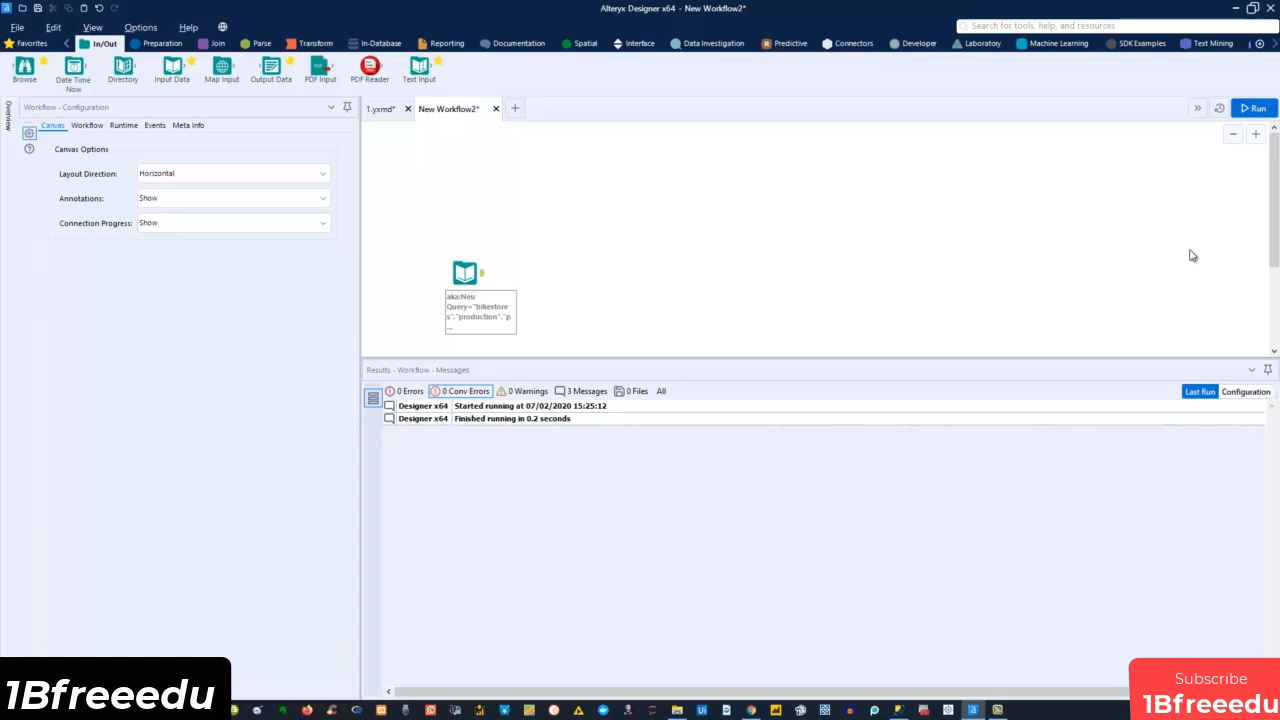 Alteryx Designer x64 - New Workflow2*
File Edit View Options Help
Search for tools, help, and resources
Favorites In/Out Preparation Join Parse Transform In-Database Reporting Documentation Spatial Interface Data Investigation Predictive Connectors Developer Laboratory Machine Learning SDK Examples Text Mining
Browse Date Time Now Directory Input Data Map Input Output Data PDF Input PDF Reader Text Input
Overview
Workflow - Configuration
1.yxmd* New Workflow2* Run
Canvas Workflow Runtime Events Meta Info
Canvas Options
Layout Direction: Horizontal
Annotations: Show
Connection Progress: Show
aka:Neu
Query="bikestore
s"."production"."p
...
Results - Workflow - Messages
0 Errors 0 Conv Errors 0 Warnings 3 Messages 0 Files All Last Run Configuration
Designer x64 Started running at 07/02/2020 15:25:12
Designer x64 Finished running in 0.2 seconds
1Bfreeedu
Subscribe
1Bfreeedu